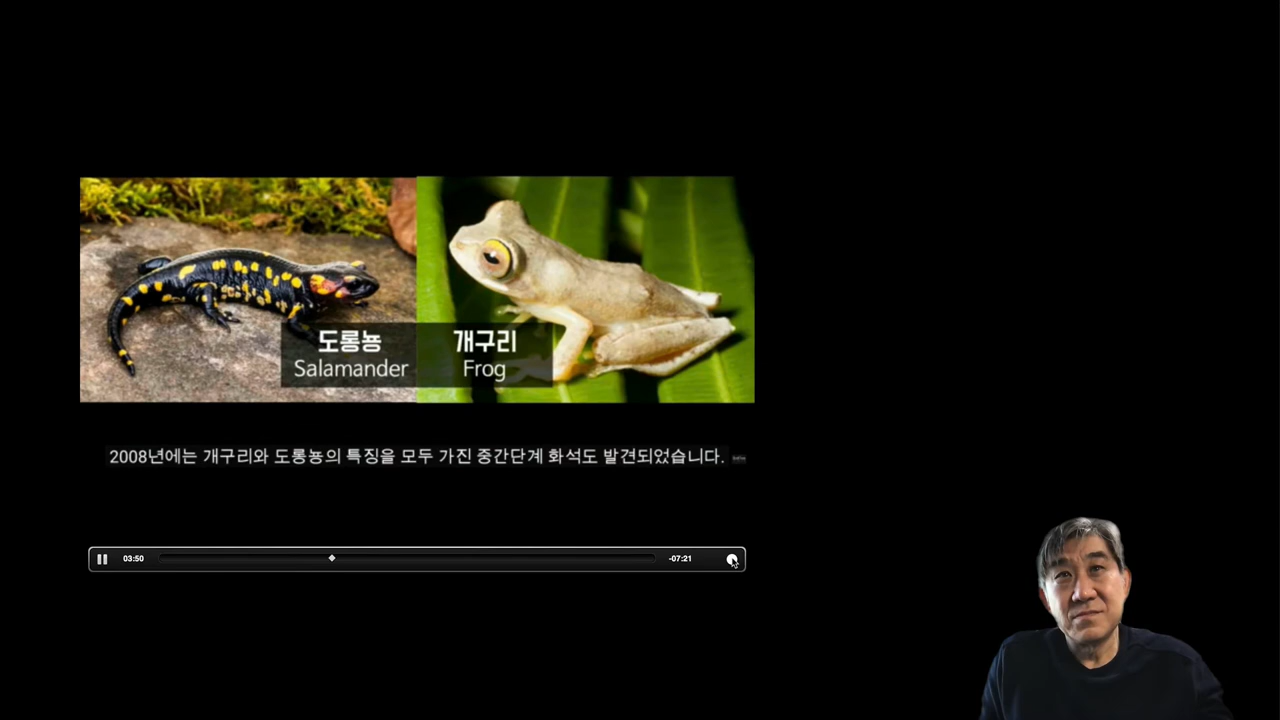 도롱뇽
Salamander
개구리
Frog
2008년에는 개구리와 도롱뇽의 특징을 모두 가진 중간단계 화석도 발견되었습니다.
03:50
-07:21